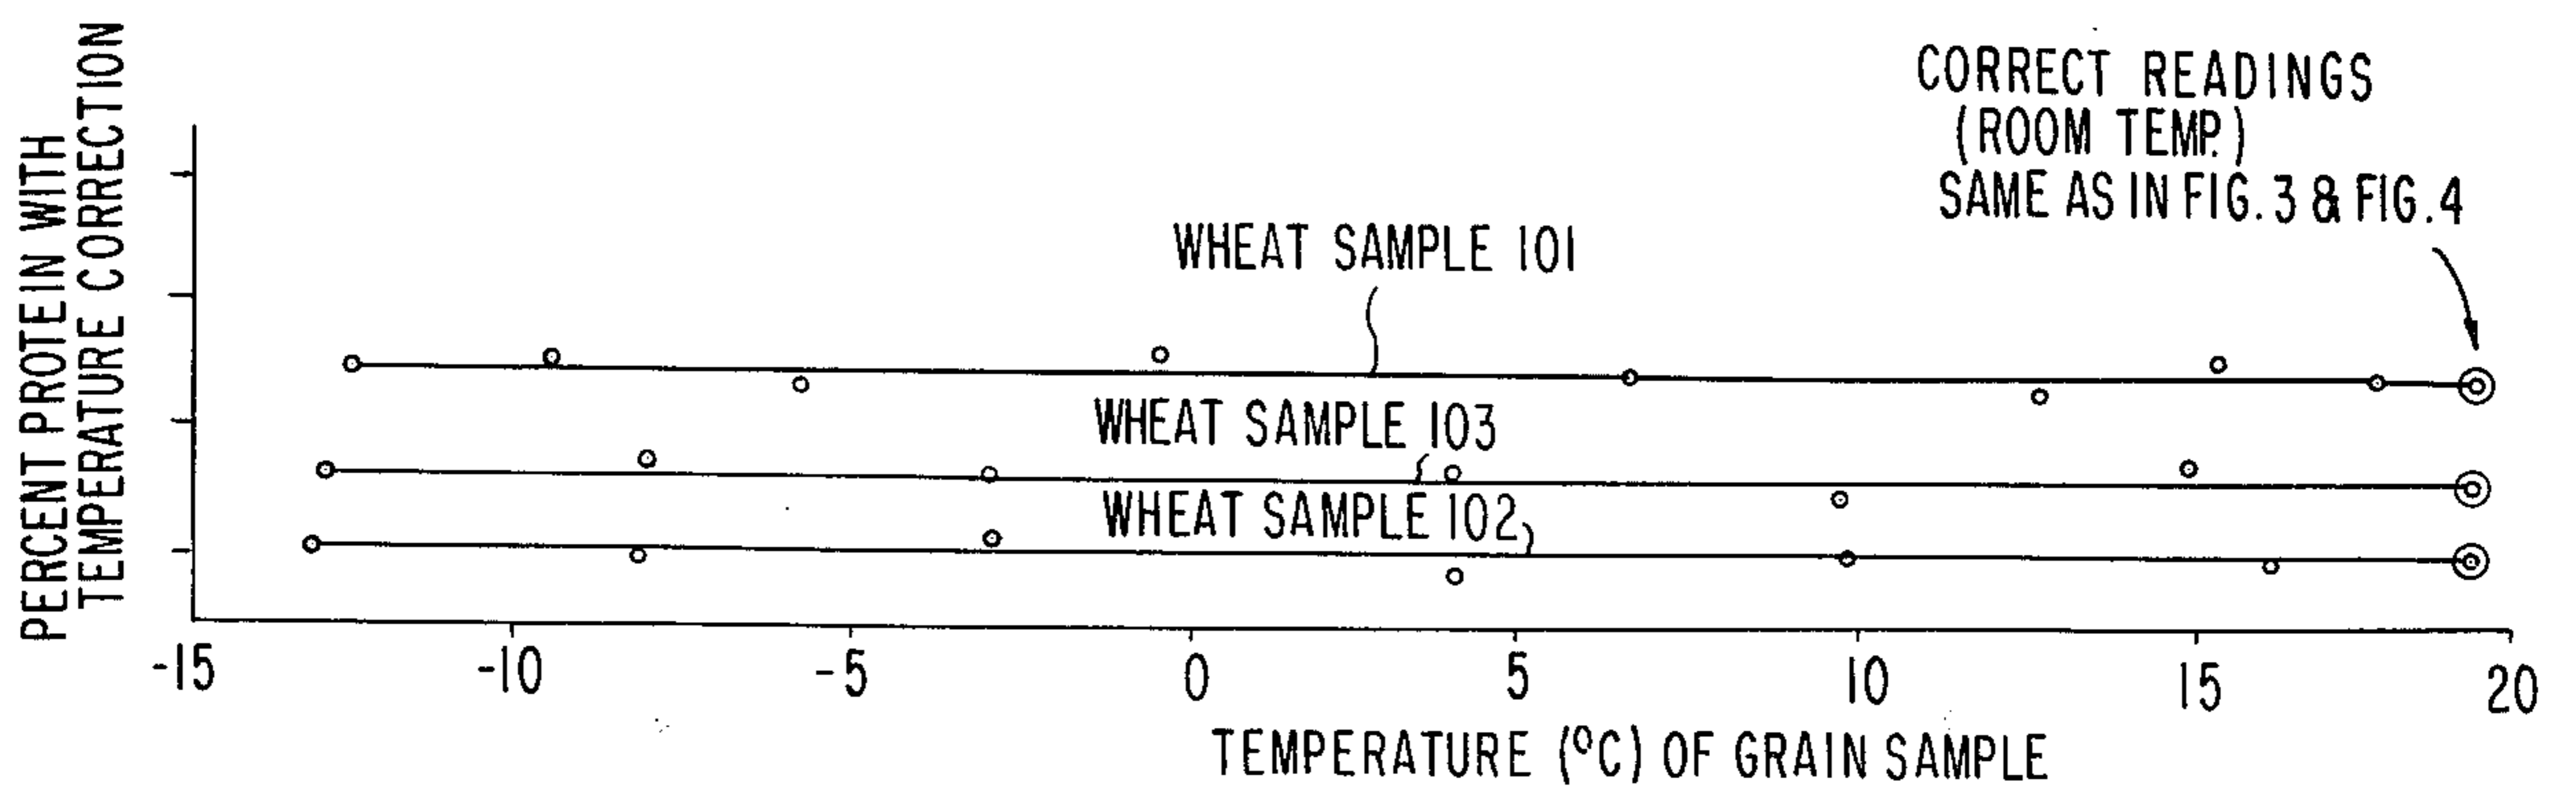 PERCENT PROTEIN WITH
TEMPERATURE CORRECTION
CORRECT READINGS
(ROOM TEMP.)
SAME AS IN FIG. 3 & FIG. 4
WHEAT SAMPLE 101
WHEAT SAMPLE 103
WHEAT SAMPLE 102
-15 -10 -5 0 5 10 15 20
TEMPERATURE (°C) OF GRAIN SAMPLE